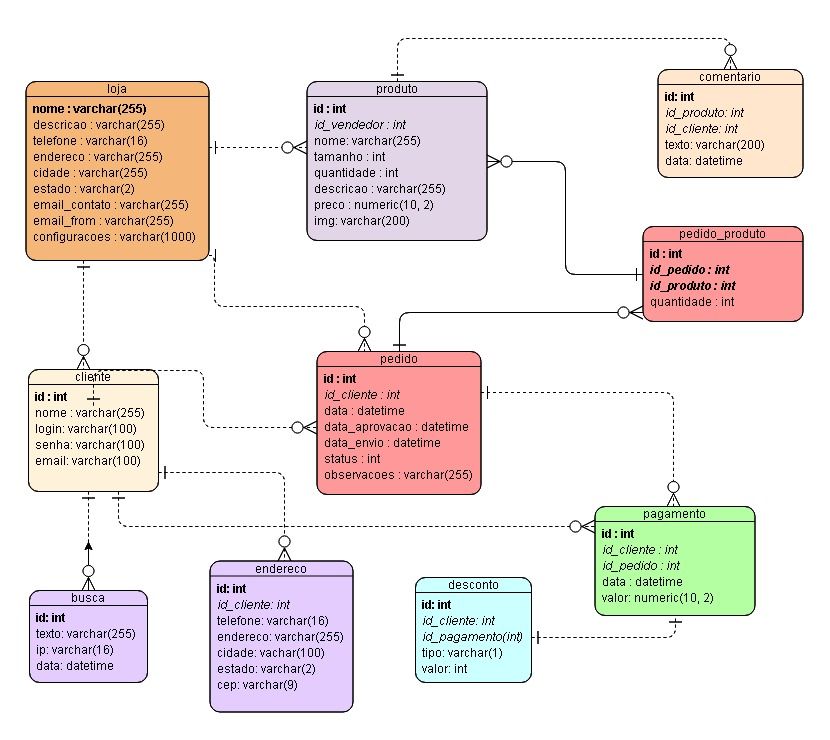 loja
nome : varchar(255)
descricao : varchar(255)
telefone : varchar(16)
endereco : varchar(255)
cidade : varchar(255)
estado : varchar(2)
email_contato : varchar(255)
email_from : varchar(255)
configuracoes : varchar(1000)
produto
id : int
id_vendedor : int
nome: varchar(255)
tamanho : int
quantidade : int
descricao : varchar(255)
preco : numeric(10, 2)
img: varchar(200)
comentario
id: int
id_produto: int
id_cliente: int
texto: varchar(200)
data: datetime
pedido_produto
id : int
id_pedido : int
id_produto : int
quantidade : int
cliente
id : int
nome : varchar(255)
login: varchar(100)
senha: varchar(100)
email: varchar(100)
pedido
id : int
id_cliente : int
data : datetime
data_aprovacao : datetime
data_envio : datetime
status : int
observacoes : varchar(255)
pagamento
id : int
id_cliente : int
id_pedido : int
data : datetime
valor: numeric(10, 2)
busca
id: int
texto: varchar(255)
ip: varchar(16)
data: datetime
endereco
id: int
id_cliente: int
telefone: varchar(16)
endereco: varchar(255)
cidade: vachar(100)
estado: varchar(2)
cep: varchar(9)
desconto
id: int
id_cliente: int
id_pagamento(int)
tipo: varchar(1)
valor: int